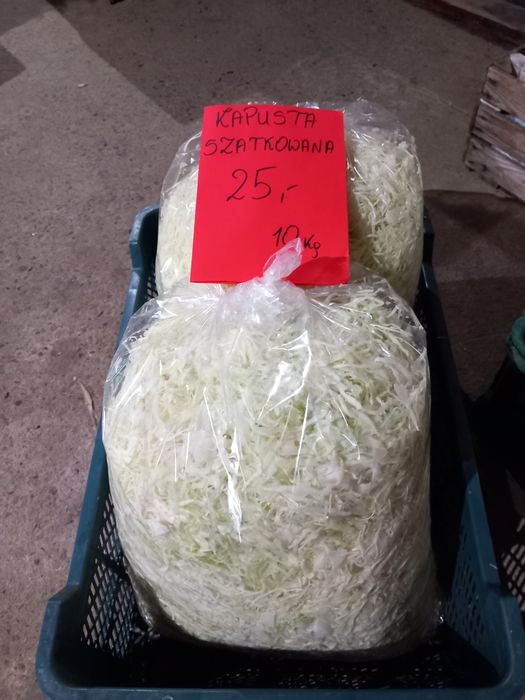 KAPUSTA
SZATKOWANA
25,-
10 Kg